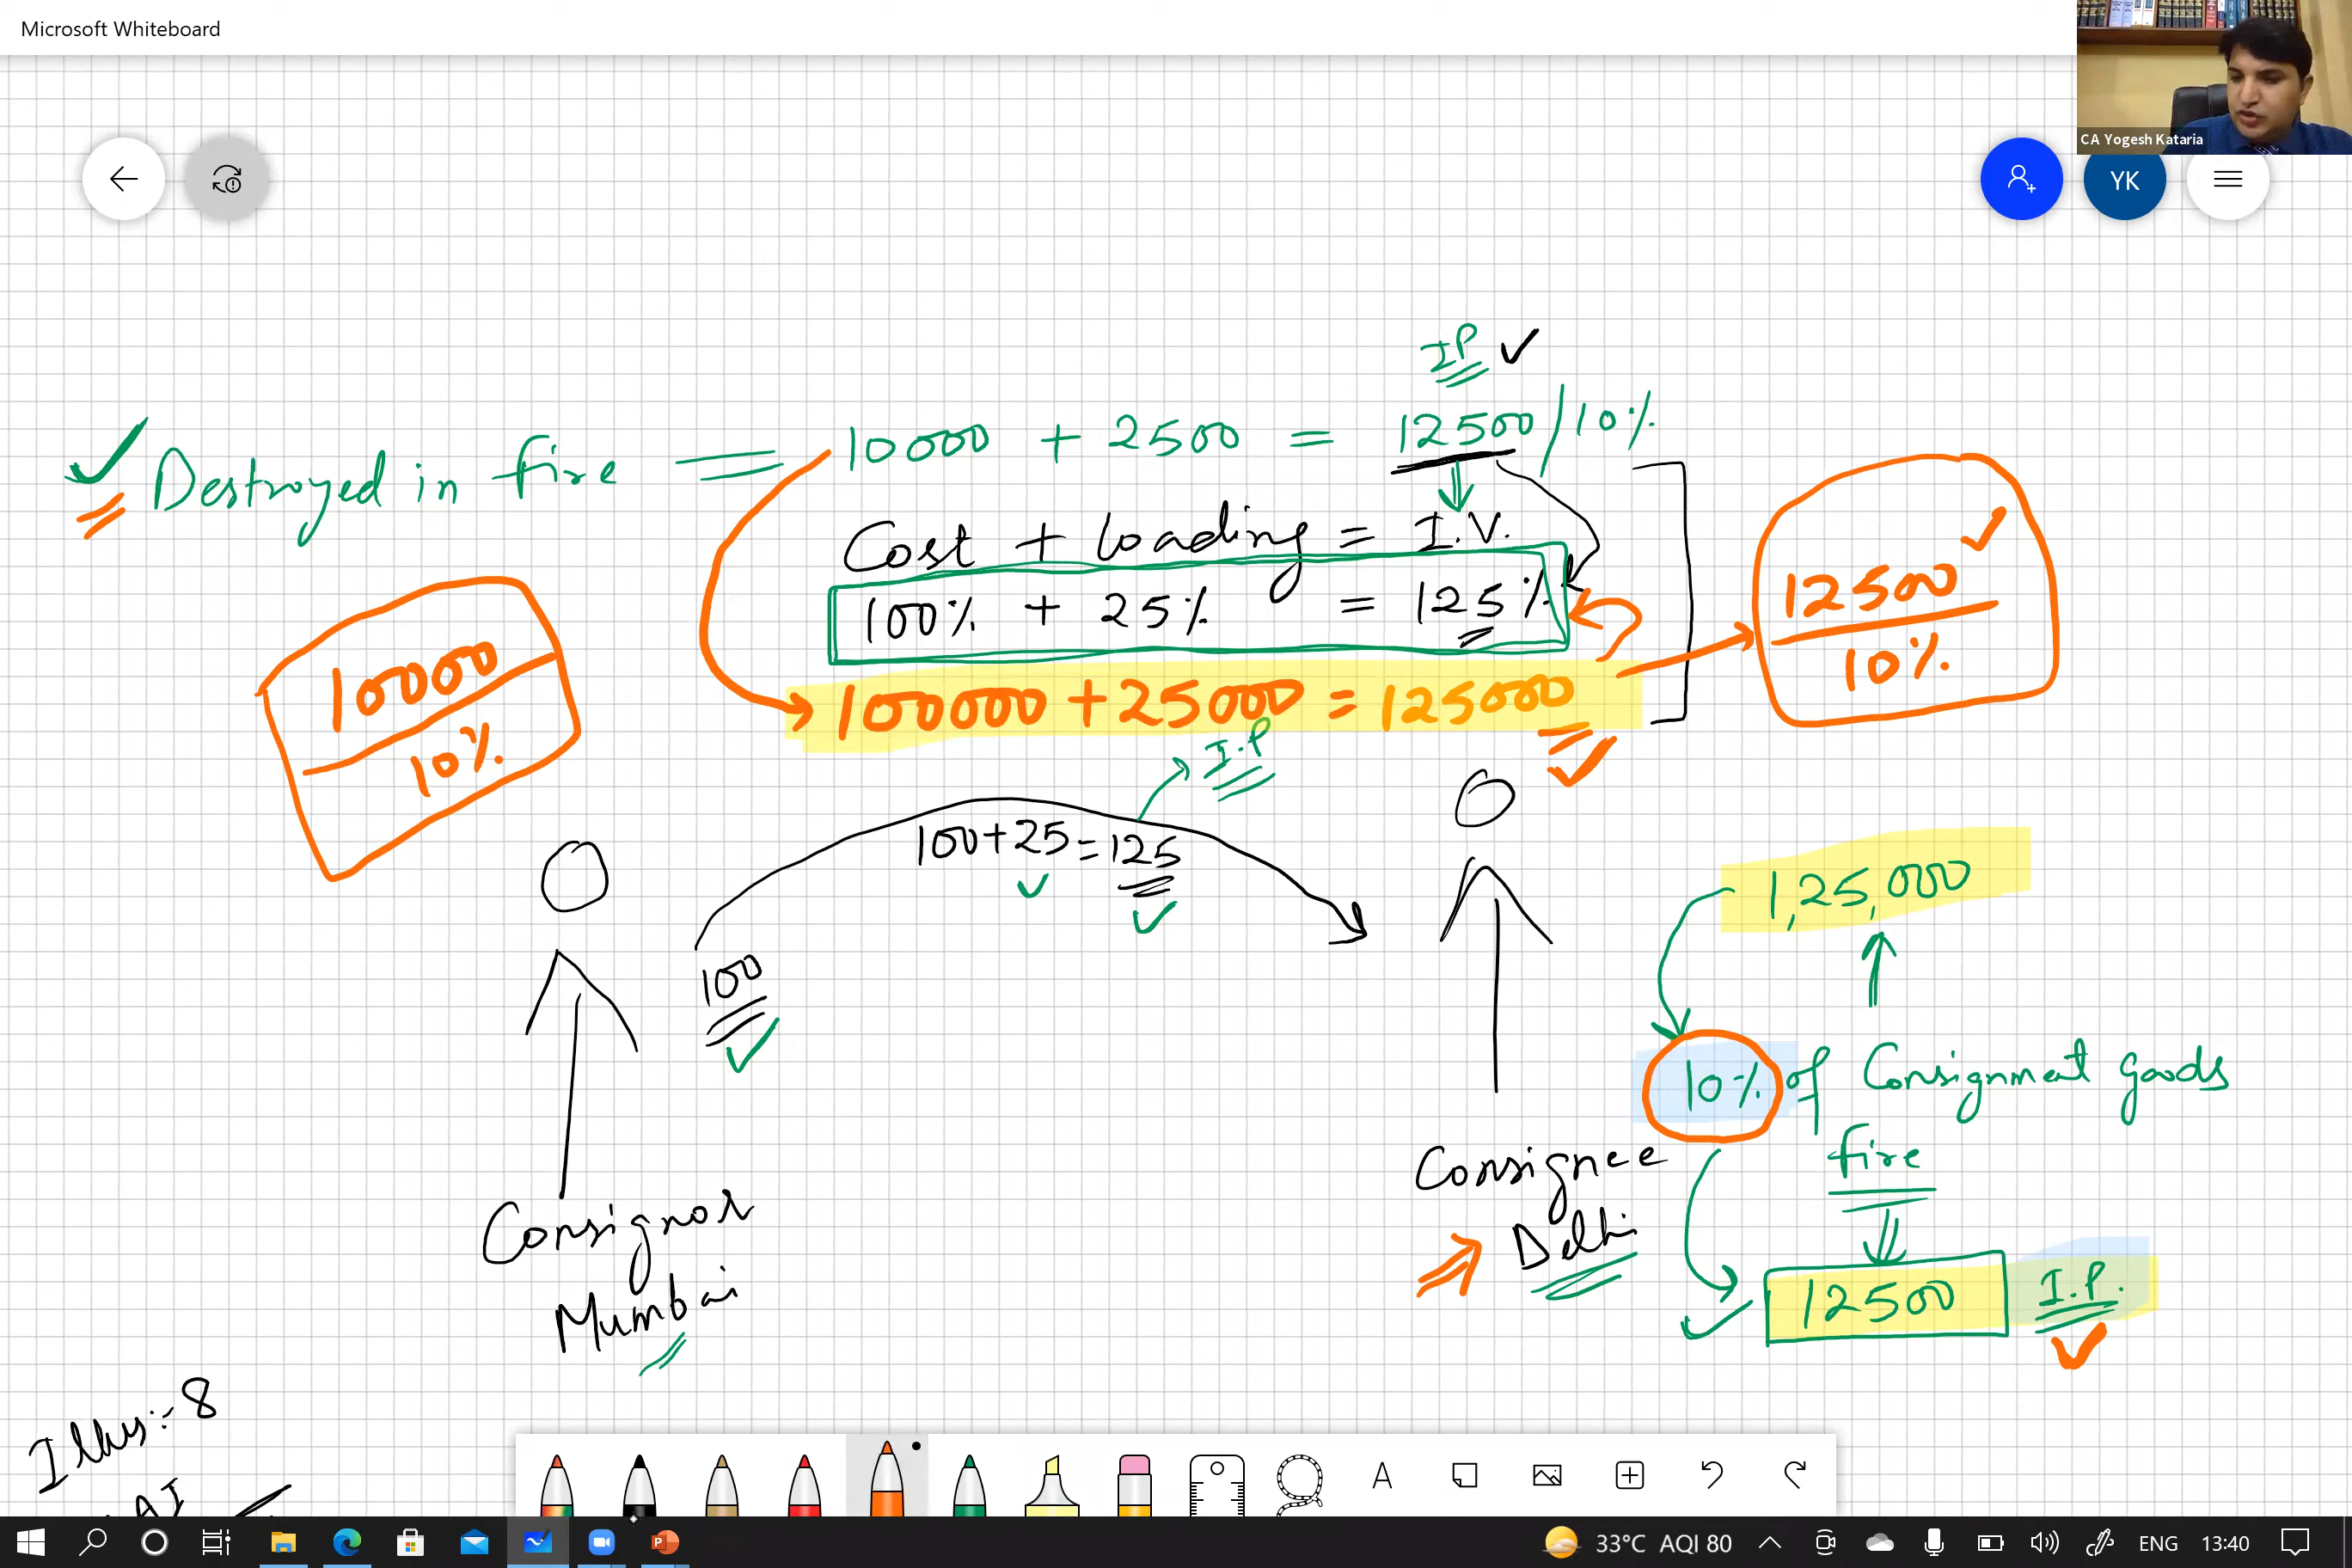 Microsoft Whiteboard
CA Yogesh Kataria
YK
IP
Destroyed in fire = 10000 + 2500 = 12500 / 10%
Cost + loading = I.V.
100% + 25% = 125%
100000 + 25000 = 125000
12500
10%
10000
10%
I.P
100 + 25 = 125
100
1,25,000
10% of Consignment goods
fire
12500 I.P.
Consignor
Mumbai
Consignee
Delhi
Illus:- 8
A
33°C AQI 80
ENG
13:40